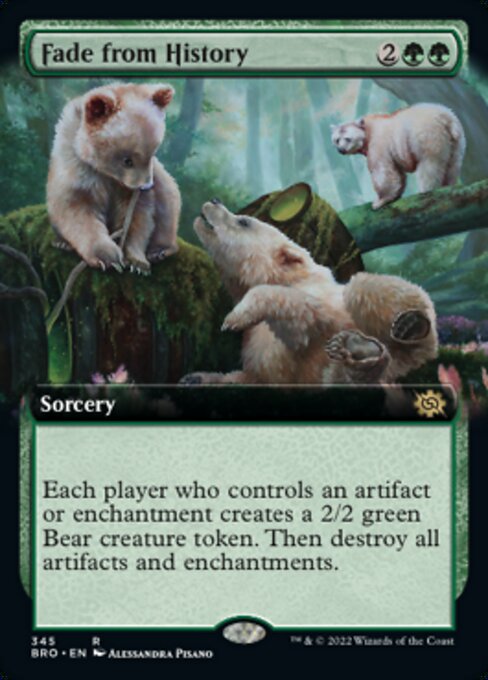 Fade from History 2
Sorcery
Each player who controls an artifact
or enchantment creates a 2/2 green
Bear creature token. Then destroy all
artifacts and enchantments.
345 R
BRO • EN Alessandra Pisano
™ & © 2022 Wizards of the Coast